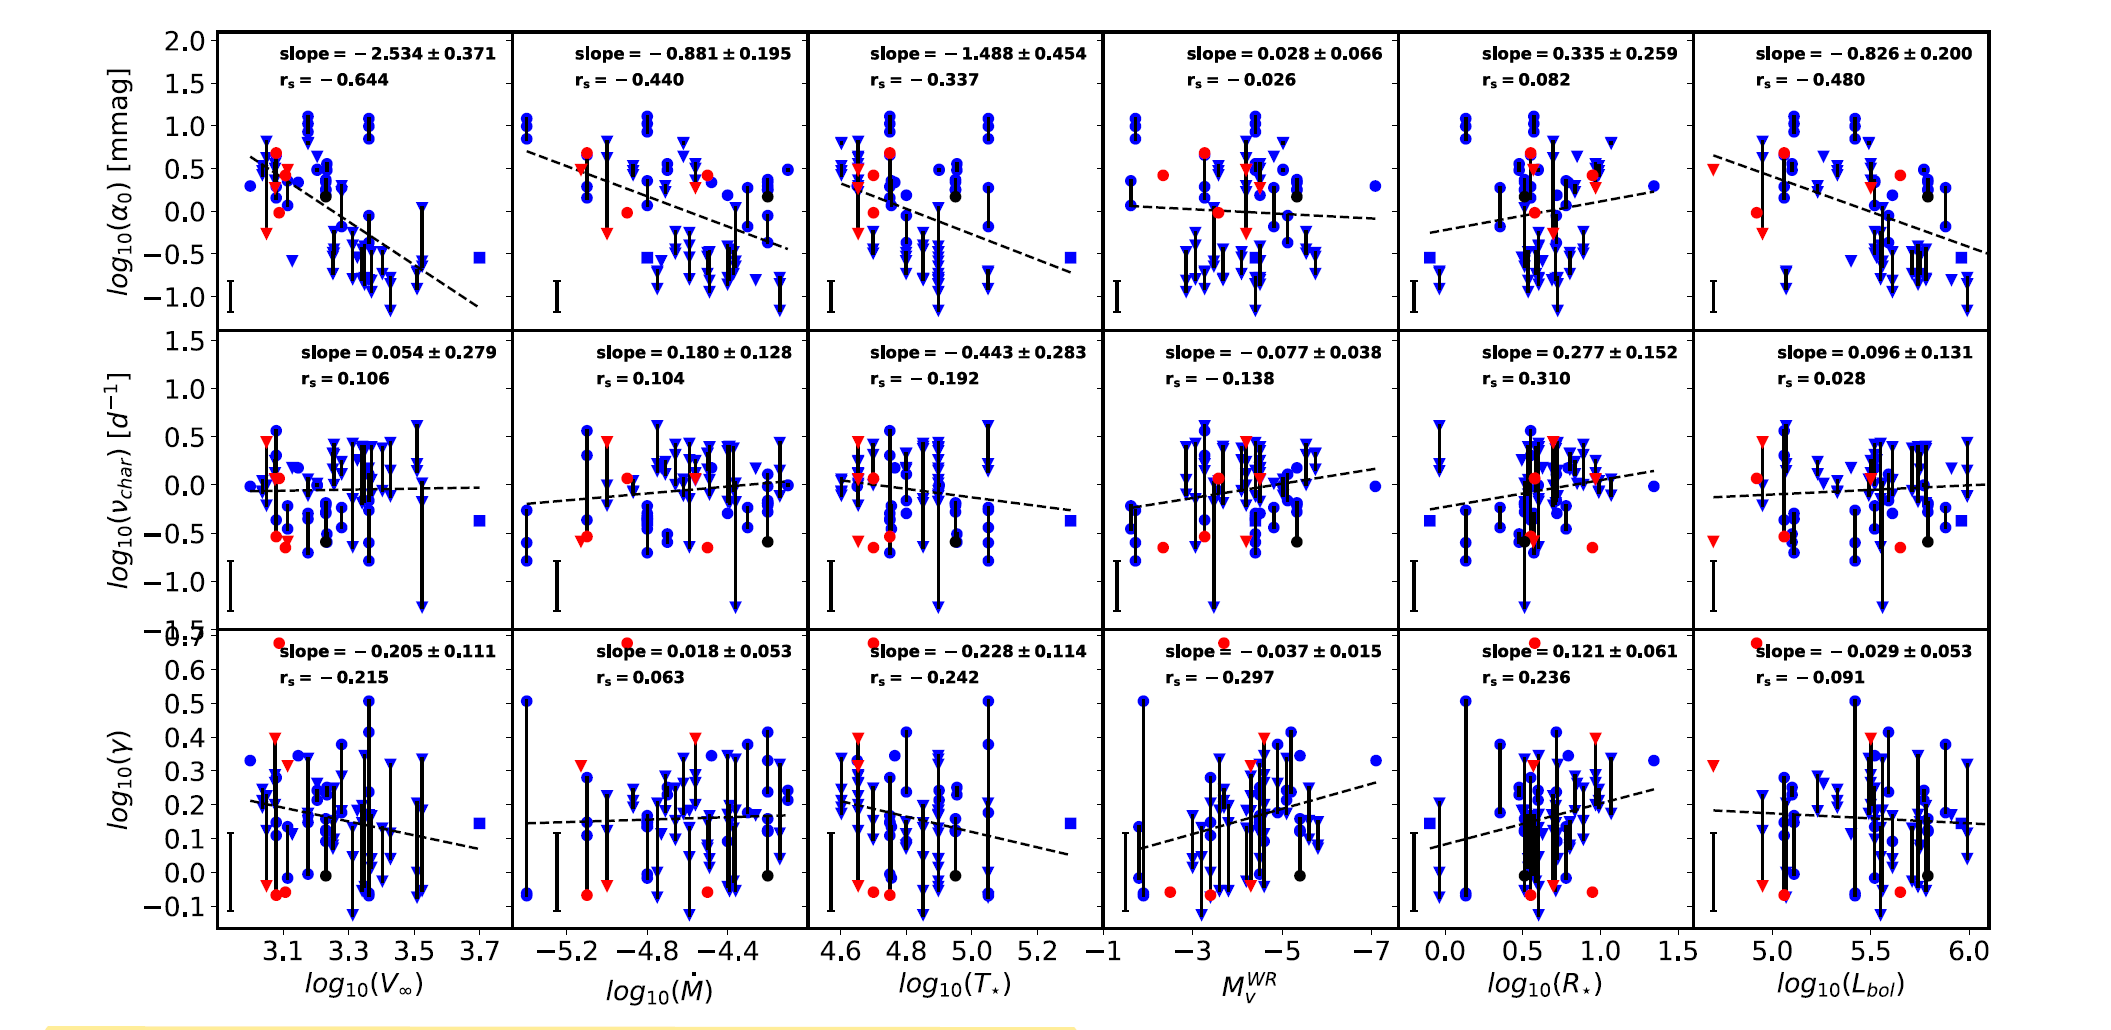 slope = − 2.534 ± 0.371
r_s = − 0.644
slope = − 0.881 ± 0.195
r_s = − 0.440
slope = − 1.488 ± 0.454
r_s = − 0.337
slope = 0.028 ± 0.066
r_s = − 0.026
slope = 0.335 ± 0.259
r_s = 0.082
slope = − 0.826 ± 0.200
r_s = − 0.480
log₁₀(α₀) [mmag]
2.0
1.5
1.0
0.5
0.0
−0.5
−1.0
slope = 0.054 ± 0.279
r_s = 0.106
slope = 0.180 ± 0.128
r_s = 0.104
slope = − 0.443 ± 0.283
r_s = − 0.192
slope = − 0.077 ± 0.038
r_s = − 0.138
slope = 0.277 ± 0.152
r_s = 0.310
slope = 0.096 ± 0.131
r_s = 0.028
log₁₀(ν_char) [d⁻¹]
1.5
1.0
0.5
0.0
−0.5
−1.0
−1.5
slope = − 0.205 ± 0.111
r_s = − 0.215
slope = 0.018 ± 0.053
r_s = 0.063
slope = − 0.228 ± 0.114
r_s = − 0.242
slope = − 0.037 ± 0.015
r_s = − 0.297
slope = 0.121 ± 0.061
r_s = 0.236
slope = − 0.029 ± 0.053
r_s = − 0.091
log₁₀(γ)
0.7
0.6
0.5
0.4
0.3
0.2
0.1
0.0
−0.1
3.1 3.3 3.5 3.7
log₁₀(V_∞)
−5.2 −4.8 −4.4
log₁₀(Ṁ)
4.6 4.8 5.0 5.2
log₁₀(T_⋆)
−1 −3 −5 −7
M_v^WR
0.0 0.5 1.0 1.5
log₁₀(R_⋆)
5.0 5.5 6.0
log₁₀(L_bol)